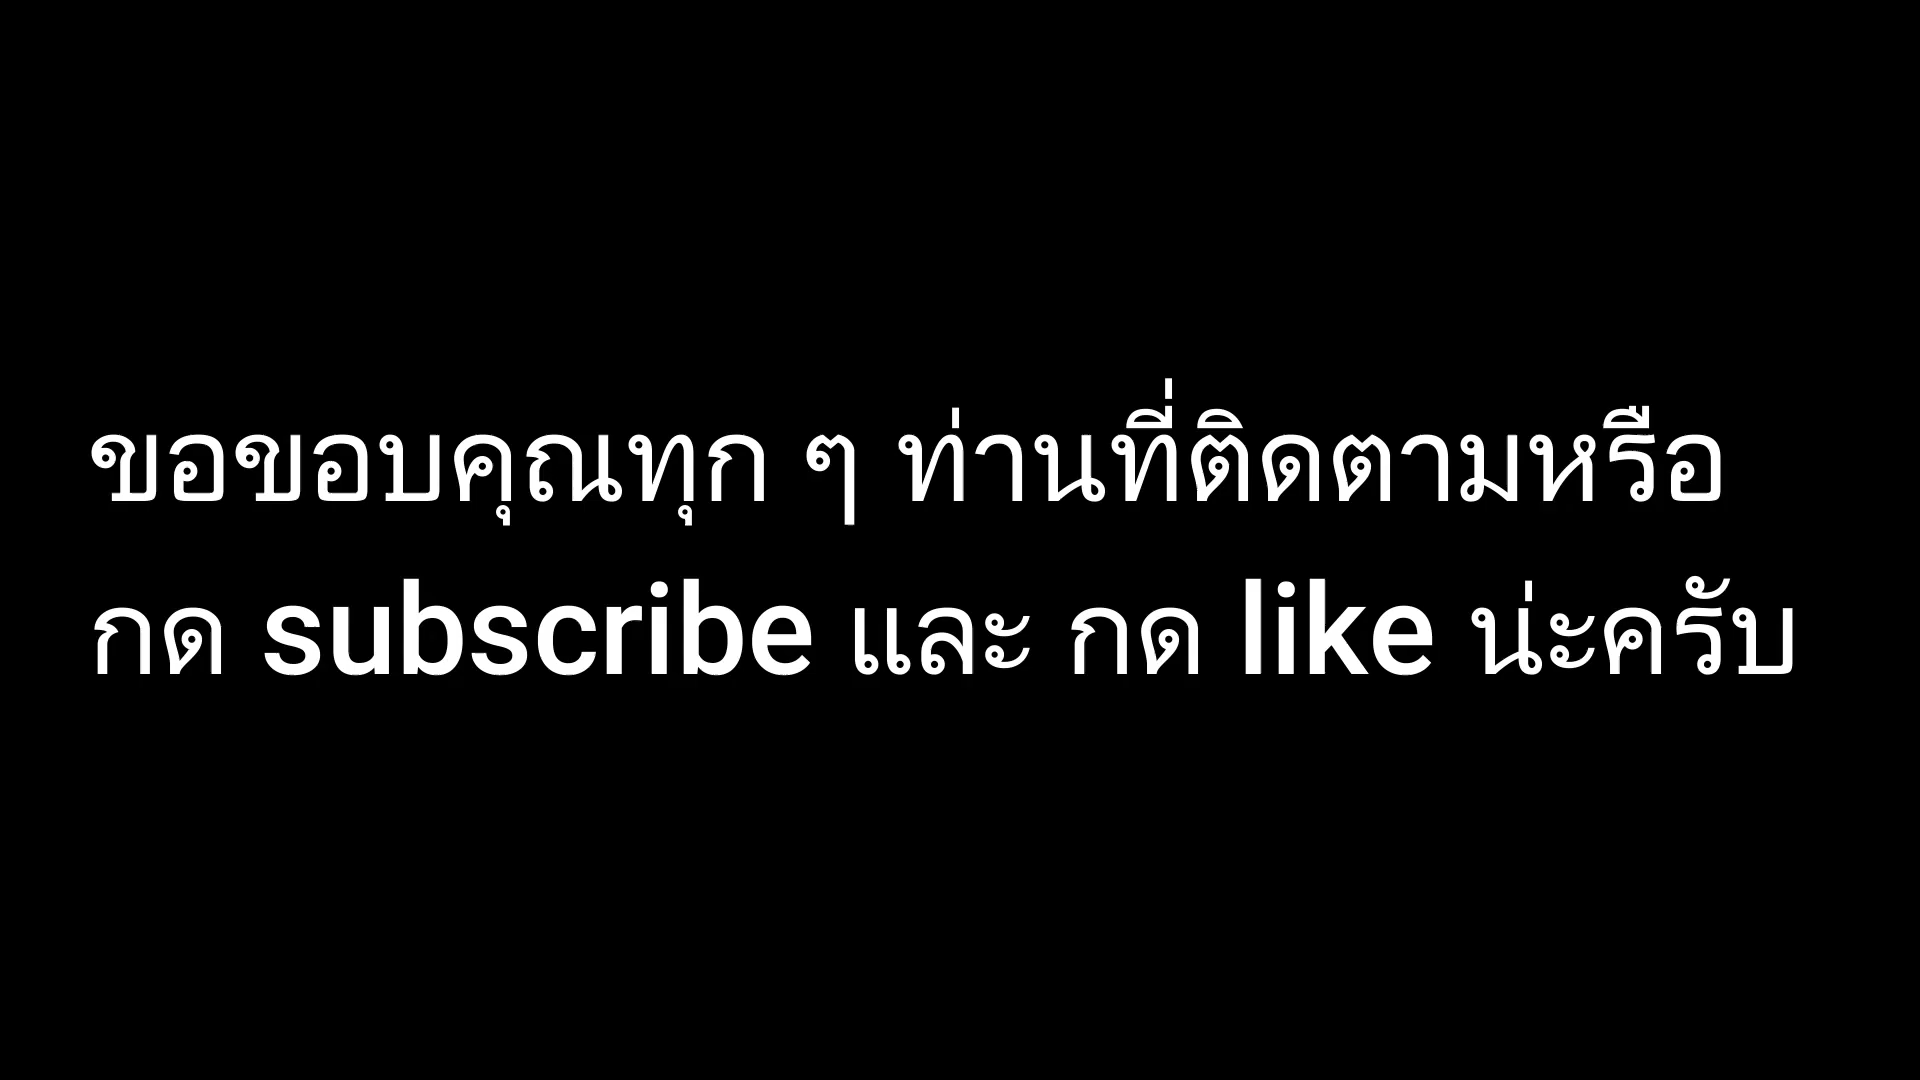 ขอขอบคุณทุก ๆ ท่านที่ติดตามหรือ
กด subscribe และ กด like น่ะครับ